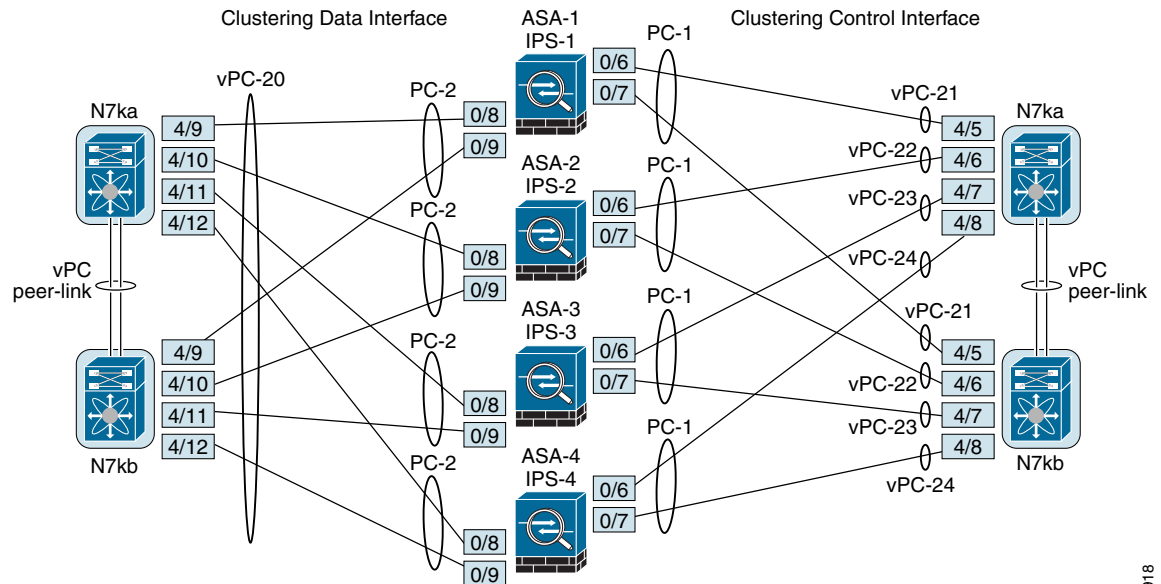 Clustering Data Interface
ASA-1
IPS-1
PC-1
Clustering Control Interface
vPC-20
PC-2
0/6
0/7
0/8
0/9
N7ka
4/9
4/10
4/11
4/12
vPC-21
vPC-22
vPC-23
vPC-24
N7ka
4/5
4/6
4/7
4/8
ASA-2
IPS-2
PC-1
PC-2
0/6
0/7
0/8
0/9
vPC
peer-link
vPC
peer-link
ASA-3
IPS-3
PC-1
PC-2
0/6
0/7
0/8
0/9
4/9
4/10
4/11
4/12
N7kb
vPC-21
vPC-22
vPC-23
vPC-24
4/5
4/6
4/7
4/8
N7kb
ASA-4
IPS-4
PC-1
PC-2
0/6
0/7
0/8
0/9